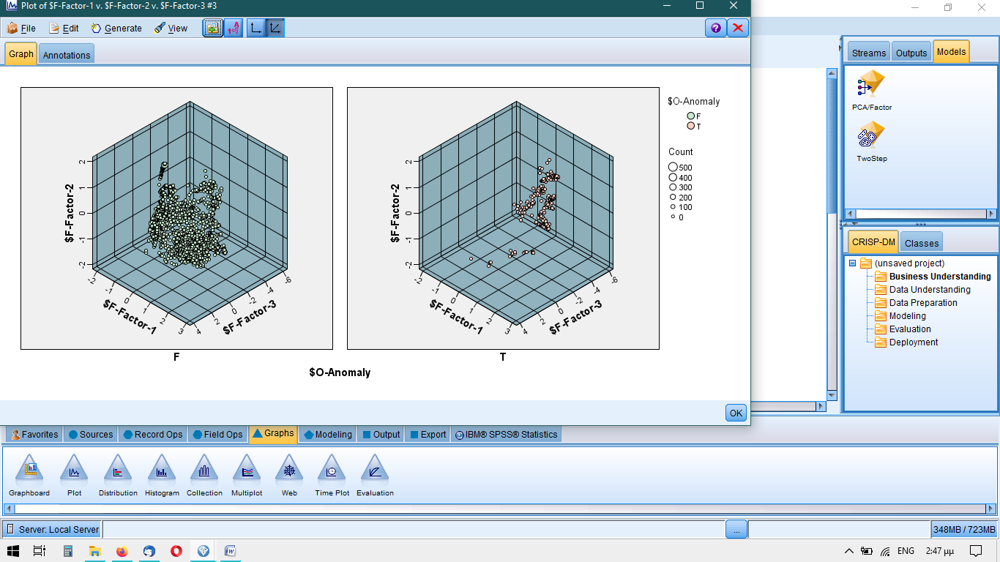 Plot of $F-Factor-1 v. $F-Factor-2 v. $F-Factor-3 #3
File Edit Generate View
Graph Annotations
$F-Factor-2
2
1
0
-1
-2
-2
-1
0
1
2
3
$F-Factor-1
4
2
0
-2
-4
-6
$F-Factor-3
F
$F-Factor-2
2
1
0
-1
-2
-2
-1
0
1
2
3
$F-Factor-1
4
2
0
-2
-4
-6
$F-Factor-3
T
$O-Anomaly
$O-Anomaly
F
T
Count
500
400
300
200
100
0
OK
Streams Outputs Models
PCA/Factor
TwoStep
CRISP-DM Classes
(unsaved project)
Business Understanding
Data Understanding
Data Preparation
Modeling
Evaluation
Deployment
Favorites Sources Record Ops Field Ops Graphs Modeling Output Export IBM® SPSS® Statistics
Graphboard Plot Distribution Histogram Collection Multiplot Web Time Plot Evaluation
Server: Local Server ... 348MB / 723MB
ENG 2:47 μμ